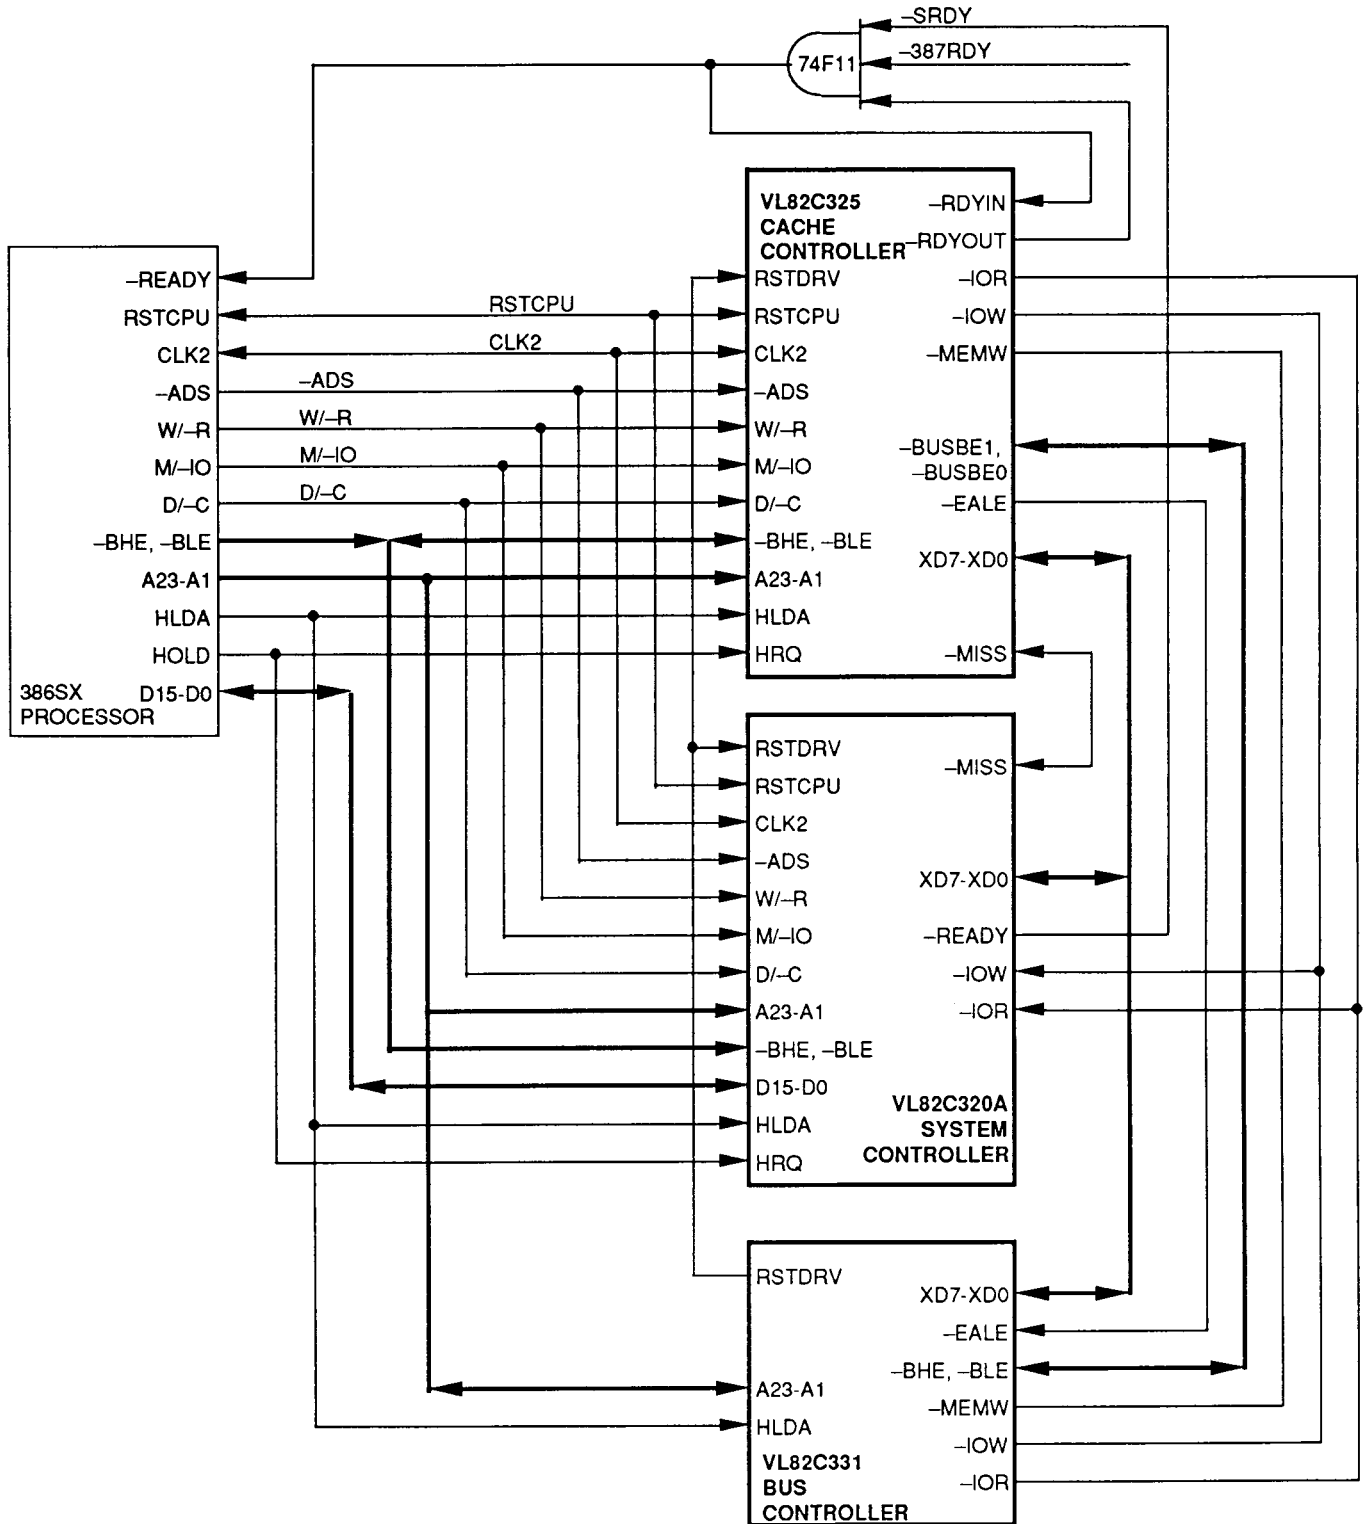 –SRDY
74F11
–387RDY
VL82C325
CACHE
CONTROLLER
–RDYIN
–RDYOUT
RSTDRV
–IOR
RSTCPU
–IOW
CLK2
–MEMW
–ADS
W/–R
M/–IO
–BUSBE1,
–BUSBE0
D/–C
–EALE
–BHE, –BLE
XD7-XD0
A23-A1
HLDA
HRQ
–MISS
–READY
RSTCPU
RSTCPU
CLK2
CLK2
–ADS
–ADS
W/–R
W/–R
M/–IO
M/–IO
D/–C
D/–C
–BHE, –BLE
A23-A1
HLDA
HOLD
D15-D0
386SX
PROCESSOR
RSTDRV
–MISS
RSTCPU
CLK2
–ADS
XD7-XD0
W/–R
M/–IO
–READY
D/–C
–IOW
A23-A1
–IOR
–BHE, –BLE
D15-D0
HLDA
HRQ
VL82C320A
SYSTEM
CONTROLLER
RSTDRV
XD7-XD0
–EALE
–BHE, –BLE
A23-A1
–MEMW
HLDA
–IOW
–IOR
VL82C331
BUS
CONTROLLER